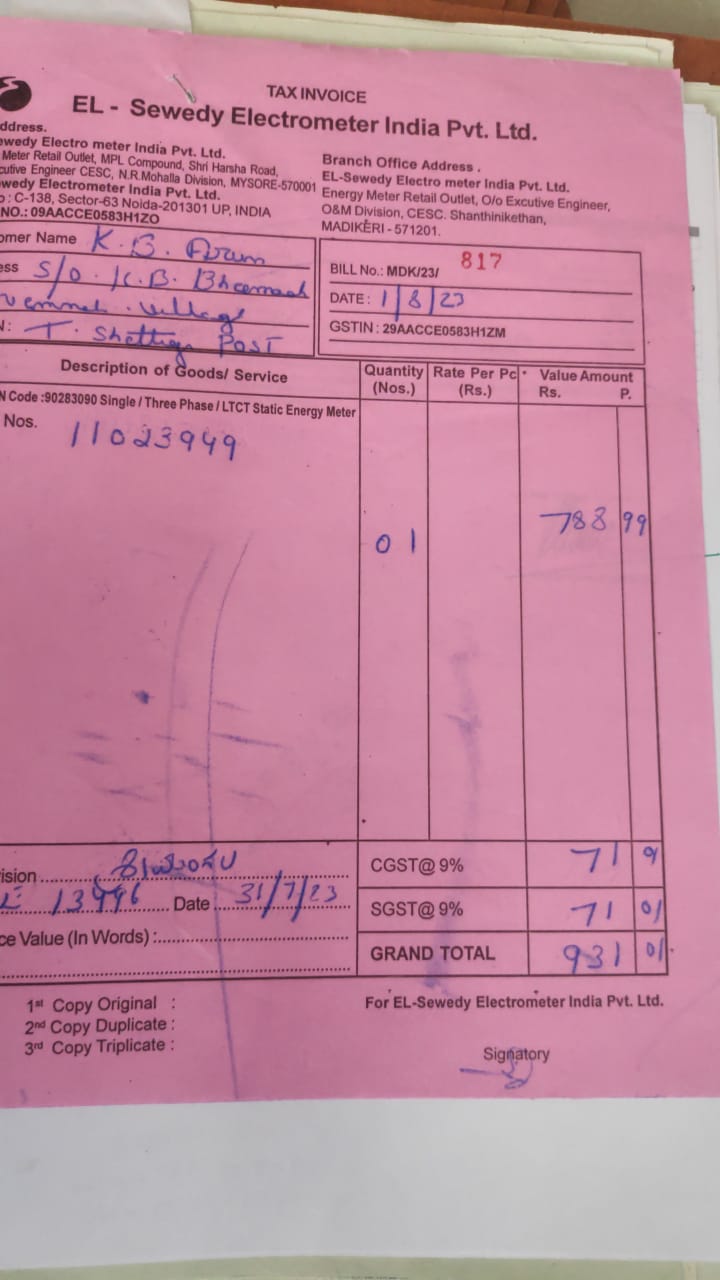 TAX INVOICE
EL - Sewedy Electrometer India Pvt. Ltd.
ddress.
ewedy Electro meter India Pvt. Ltd.
Meter Retail Outlet, MPL Compound, Shri Harsha Road,
cutive Engineer CESC, N.R.Mohalla Division, MYSORE-570001
wedy Electrometer India Pvt. Ltd.
: C-138, Sector-63 Noida-201301 UP, INDIA
NO.: 09AACCE0583H1ZO
Branch Office Address .
EL-Sewedy Electro meter India Pvt. Ltd.
Energy Meter Retail Outlet, O/o Excutive Engineer,
O&M Division, CESC. Shanthinikethan,
MADIKERI - 571201.
omer Name K. B. Arun
ess S/O. K. B.
village
N: T. Post
BILL No.: MDK/23/ 817
DATE : 1/8/23
GSTIN : 29AACCE0583H1ZM
Description of Goods/ Service
Quantity (Nos.)
Rate Per Pc (Rs.)
Value Amount
Rs. P.
N Code :90283090 Single / Three Phase / LTCT Static Energy Meter
Nos. 11023949
01
788 99
ision
13996 Date 31/7/23
ce Value (In Words) :
CGST@ 9% 71
SGST@ 9% 71 01
GRAND TOTAL 931 01
1st Copy Original :
2nd Copy Duplicate :
3rd Copy Triplicate :
For EL-Sewedy Electrometer India Pvt. Ltd.
Signatory